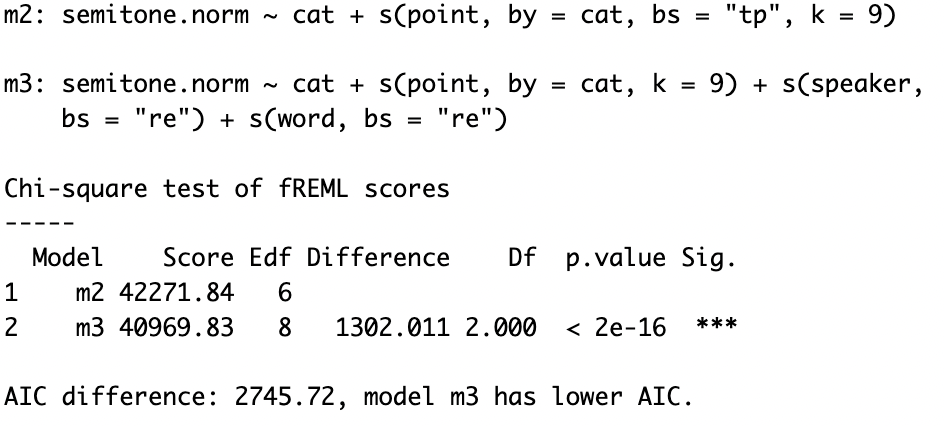 m2: semitone.norm ~ cat + s(point, by = cat, bs = "tp", k = 9)
m3: semitone.norm ~ cat + s(point, by = cat, k = 9) + s(speaker,
    bs = "re") + s(word, bs = "re")
Chi-square test of fREML scores
-----
  Model    Score Edf Difference    Df  p.value Sig.
1    m2 42271.84   6
2    m3 40969.83   8   1302.011 2.000  < 2e-16  ***
AIC difference: 2745.72, model m3 has lower AIC.